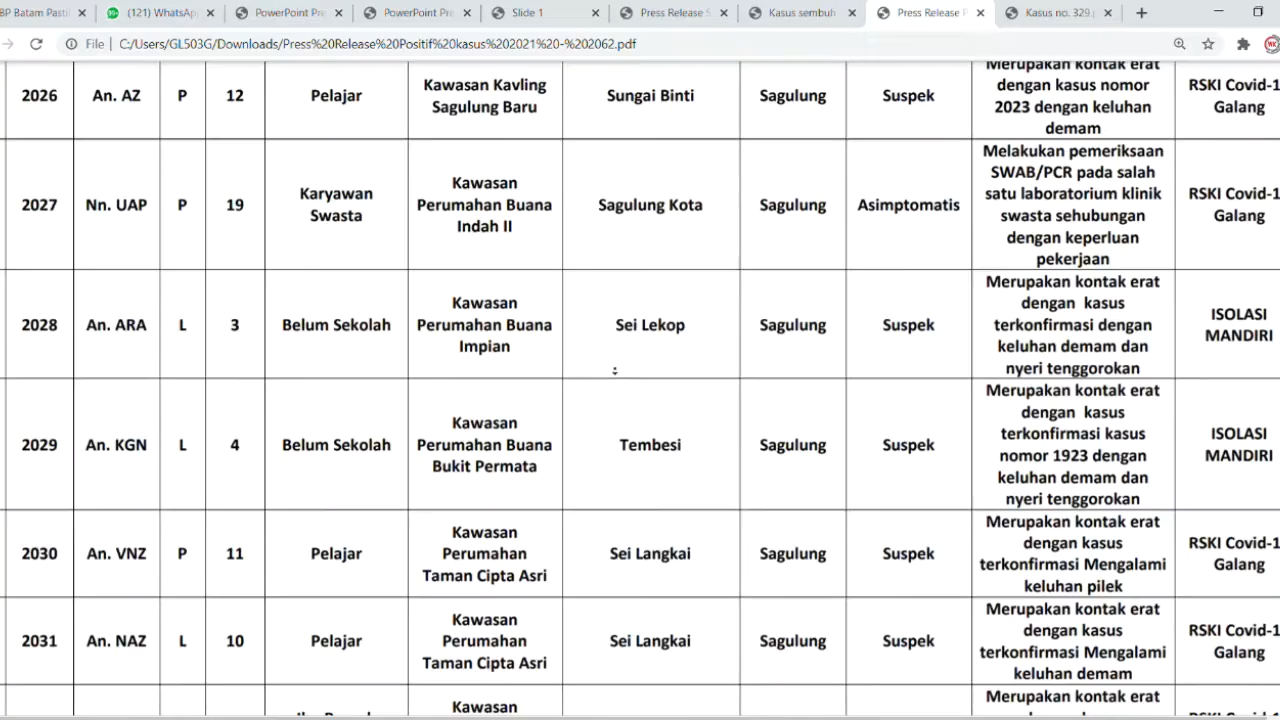 BP Batam Pasti
(121) WhatsApp
PowerPoint Pre
PowerPoint Pre
Slide 1
Press Release S
Kasus sembuh
Press Release P
Kasus no. 329.p
File | C:/Users/GL503G/Downloads/Press%20Release%20Positif%20kasus%202021%20-%202062.pdf
2026 An. AZ P 12 Pelajar
Kawasan Kavling
Sagulung Baru
Sungai Binti Sagulung Suspek
Merupakan kontak erat
dengan kasus nomor
2023 dengan keluhan
demam
RSKI Covid-1
Galang
2027 Nn. UAP P 19
Karyawan
Swasta
Kawasan
Perumahan Buana
Indah II
Sagulung Kota Sagulung Asimptomatis
Melakukan pemeriksaan
SWAB/PCR pada salah
satu laboratorium klinik
swasta sehubungan
dengan keperluan
pekerjaan
RSKI Covid-1
Galang
2028 An. ARA L 3 Belum Sekolah
Kawasan
Perumahan Buana
Impian
Sei Lekop Sagulung Suspek
Merupakan kontak erat
dengan kasus
terkonfirmasi dengan
keluhan demam dan
nyeri tenggorokan
ISOLASI
MANDIRI
2029 An. KGN L 4 Belum Sekolah
Kawasan
Perumahan Buana
Bukit Permata
Tembesi Sagulung Suspek
Merupakan kontak erat
dengan kasus
terkonfirmasi kasus
nomor 1923 dengan
keluhan demam dan
nyeri tenggorokan
ISOLASI
MANDIRI
2030 An. VNZ P 11 Pelajar
Kawasan
Perumahan
Taman Cipta Asri
Sei Langkai Sagulung Suspek
Merupakan kontak erat
dengan kasus
terkonfirmasi Mengalami
keluhan pilek
RSKI Covid-1
Galang
2031 An. NAZ L 10 Pelajar
Kawasan
Perumahan
Taman Cipta Asri
Sei Langkai Sagulung Suspek
Merupakan kontak erat
dengan kasus
terkonfirmasi Mengalami
keluhan demam
RSKI Covid-1
Galang
Kawasan
Merupakan kontak erat